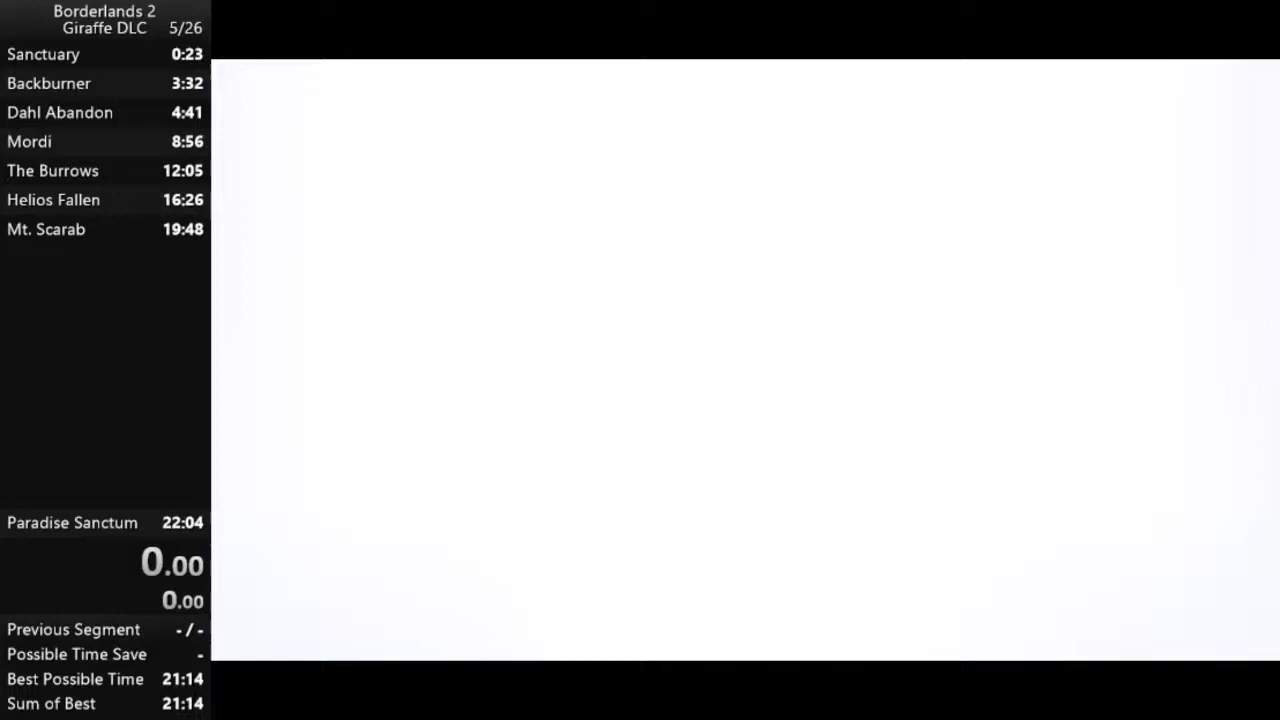 Borderlands 2
Giraffe DLC 5/26
Sanctuary 0:23
Backburner 3:32
Dahl Abandon 4:41
Mordi 8:56
The Burrows 12:05
Helios Fallen 16:26
Mt. Scarab 19:48
Paradise Sanctum 22:04
0.00
0.00
Previous Segment - / -
Possible Time Save -
Best Possible Time 21:14
Sum of Best 21:14